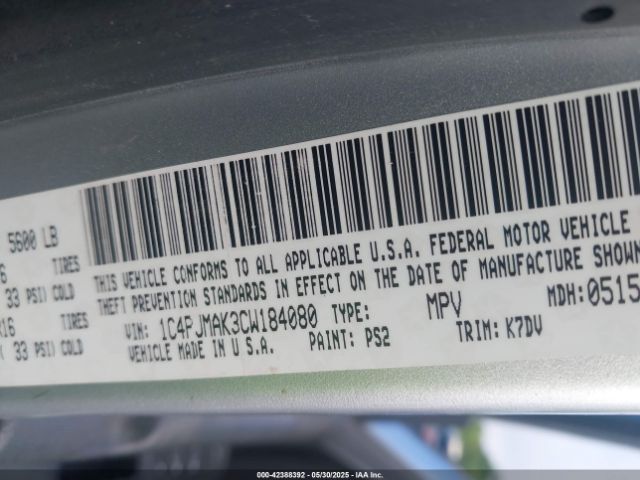 5600 LB
TIRES
33 PSI) COLD
X16 TIRES
( 33 PSI) COLD
THIS VEHICLE CONFORMS TO ALL APPLICABLE U.S.A. FEDERAL MOTOR VEHICLE
THEFT PREVENTION STANDARDS IN EFFECT ON THE DATE OF MANUFACTURE SHOWN
VIN: 1C4PJMAK3CW184080 TYPE: MPV MDH:0515
VEHICLE MADE IN U.S.A. PAINT: PS2 TRIM: K7DV
000-42388392 - 05/30/2025 - IAA Inc.